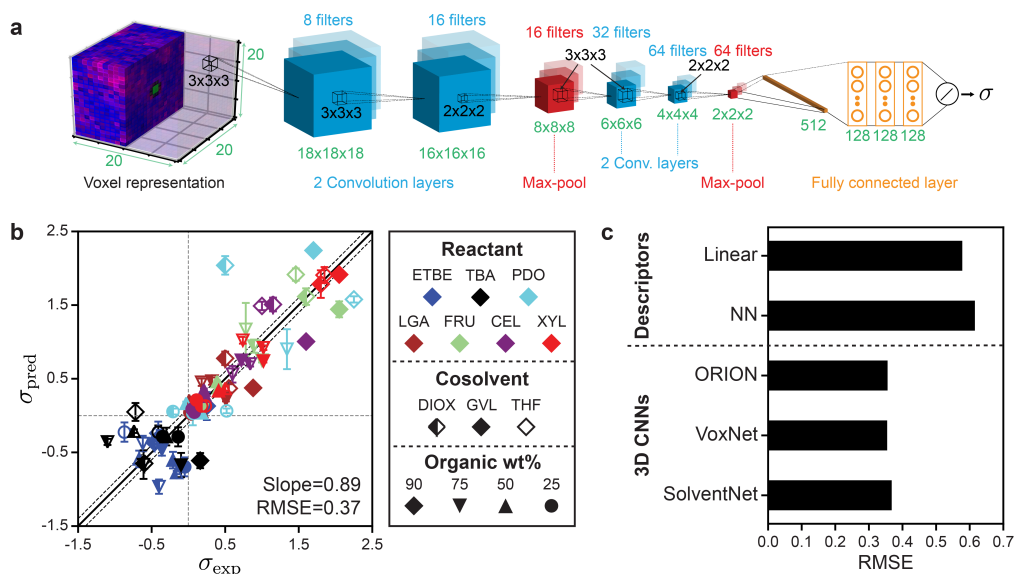 a
8 filters
16 filters
16 filters
32 filters
64 filters
64 filters
20
3x3x3
3x3x3
2x2x2
3x3x3
2x2x2
20
20
18x18x18
16x16x16
8x8x8
6x6x6
4x4x4
2x2x2
512
128 128 128
σ
Voxel representation
2 Convolution layers
Max-pool
2 Conv. layers
Max-pool
Fully connected layer
b
2.5
1.5
0.5
-0.5
-1.5
σpred
-1.5 -0.5 0.5 1.5 2.5
σexp
Slope=0.89
RMSE=0.37
Reactant
ETBE TBA PDO
LGA FRU CEL XYL
Cosolvent
DIOX GVL THF
Organic wt%
90 75 50 25
c
Descriptors
3D CNNs
Linear
NN
ORION
VoxNet
SolventNet
0.0 0.1 0.2 0.3 0.4 0.5 0.6 0.7
RMSE